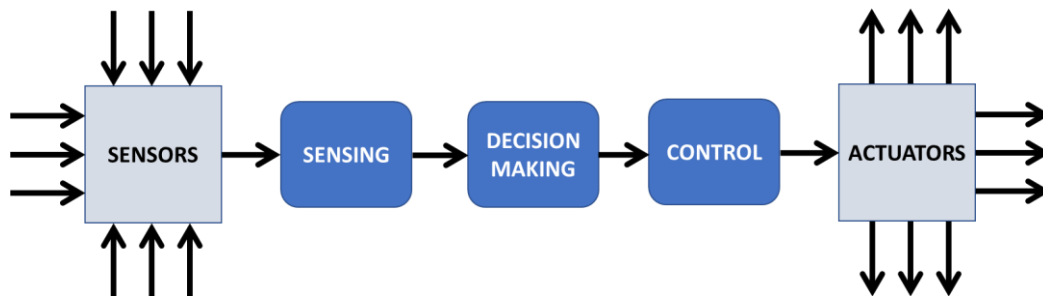 SENSORS
SENSING
DECISION
MAKING
CONTROL
ACTUATORS